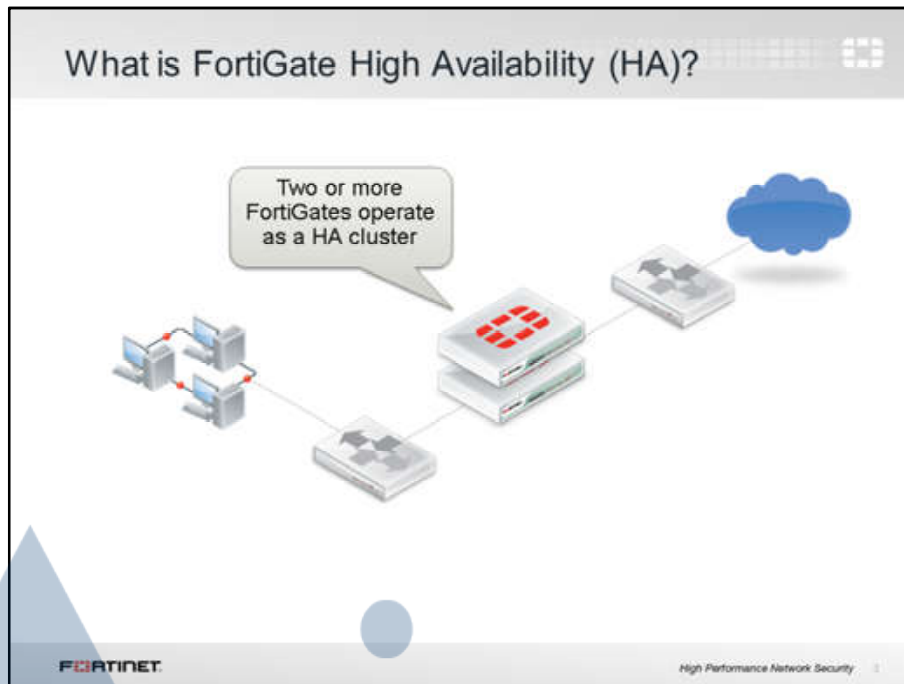 What is FortiGate High Availability (HA)?
Two or more
FortiGates operate
as a HA cluster
FORTINET
High Performance Network Security